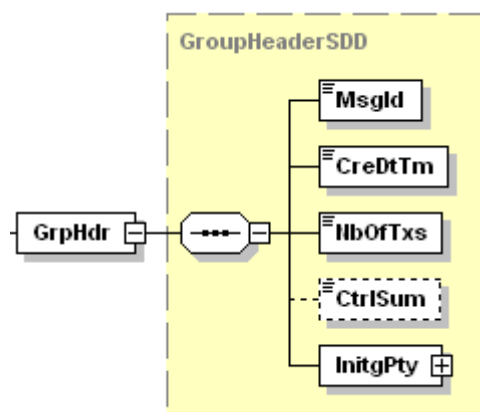 GroupHeaderSDD
MsgId
CreDtTm
GrpHdr
NbOfTxs
CtrlSum
InitgPty